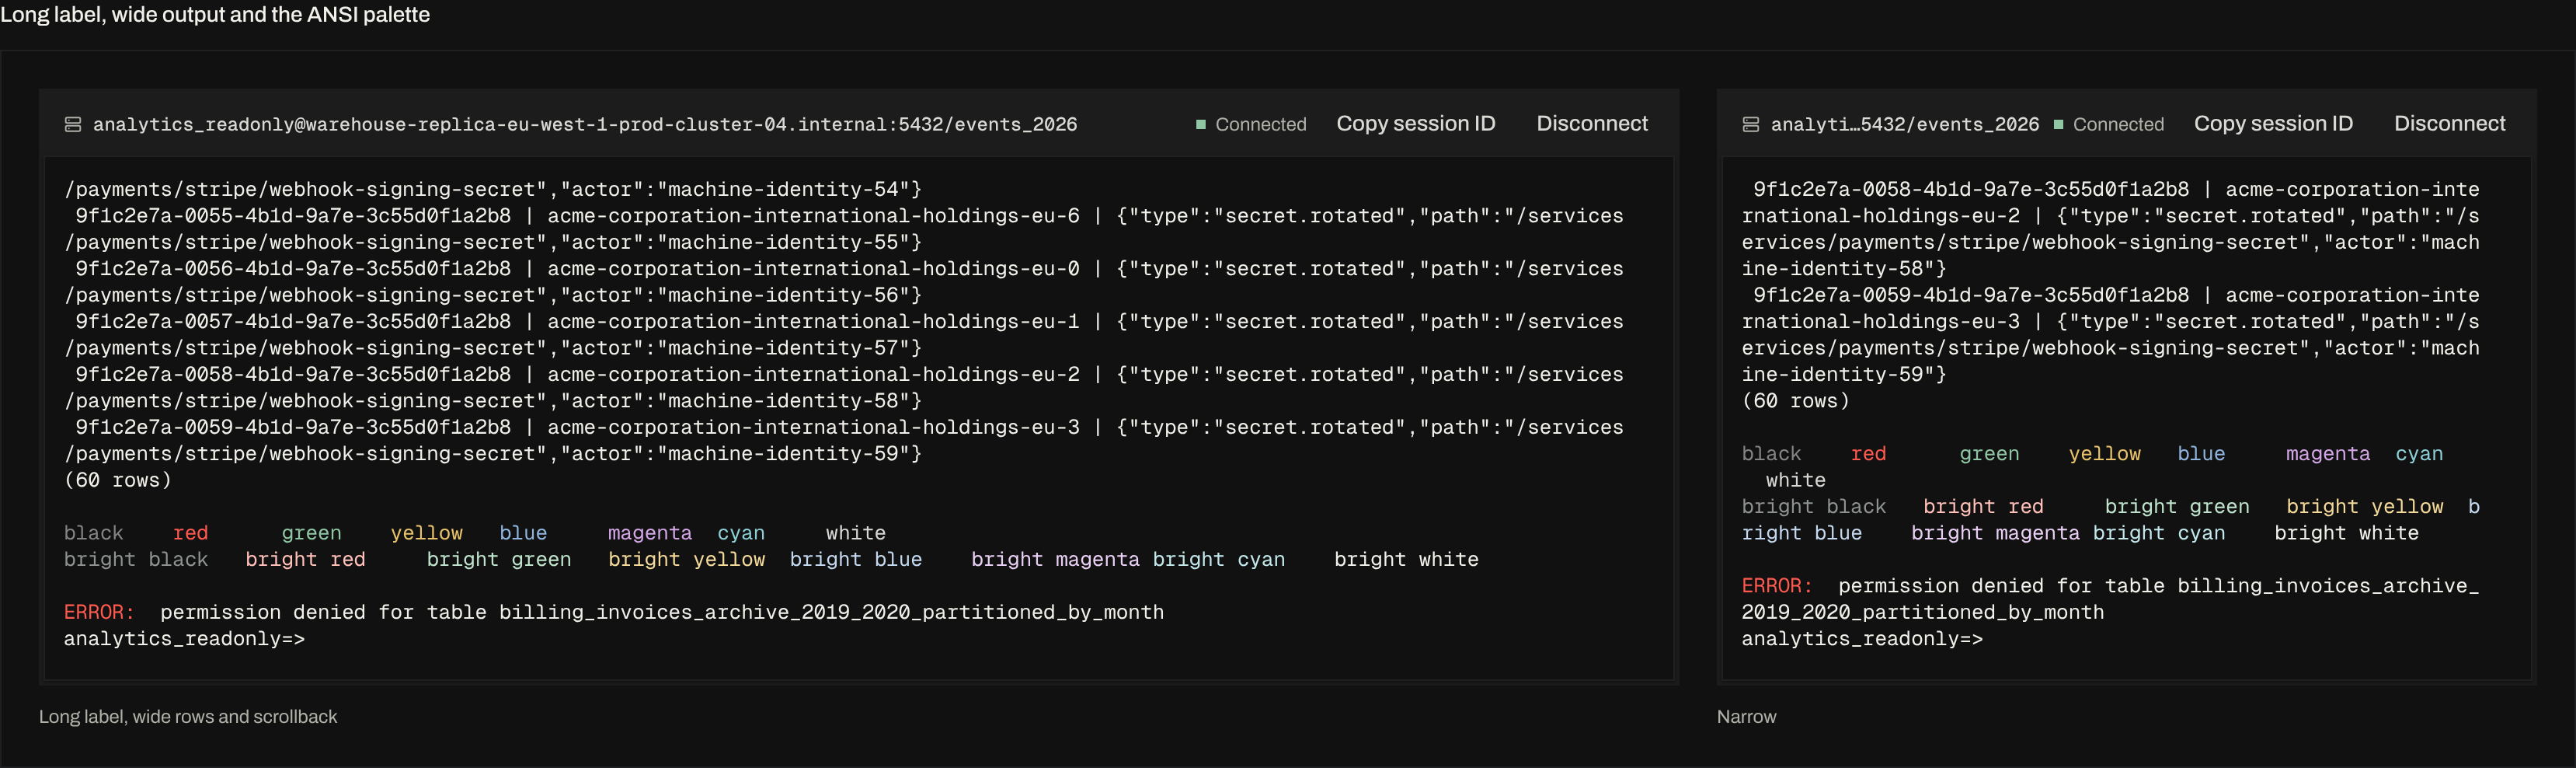 Long label, wide output and the ANSI palette
analytics_readonly@warehouse-replica-eu-west-1-prod-cluster-04.internal:5432/events_2026
Connected
Copy session ID
Disconnect
/payments/stripe/webhook-signing-secret","actor":"machine-identity-54"}
9f1c2e7a-0055-4b1d-9a7e-3c55d0f1a2b8 | acme-corporation-international-holdings-eu-6 | {"type":"secret.rotated","path":"/services
/payments/stripe/webhook-signing-secret","actor":"machine-identity-55"}
9f1c2e7a-0056-4b1d-9a7e-3c55d0f1a2b8 | acme-corporation-international-holdings-eu-0 | {"type":"secret.rotated","path":"/services
/payments/stripe/webhook-signing-secret","actor":"machine-identity-56"}
9f1c2e7a-0057-4b1d-9a7e-3c55d0f1a2b8 | acme-corporation-international-holdings-eu-1 | {"type":"secret.rotated","path":"/services
/payments/stripe/webhook-signing-secret","actor":"machine-identity-57"}
9f1c2e7a-0058-4b1d-9a7e-3c55d0f1a2b8 | acme-corporation-international-holdings-eu-2 | {"type":"secret.rotated","path":"/services
/payments/stripe/webhook-signing-secret","actor":"machine-identity-58"}
9f1c2e7a-0059-4b1d-9a7e-3c55d0f1a2b8 | acme-corporation-international-holdings-eu-3 | {"type":"secret.rotated","path":"/services
/payments/stripe/webhook-signing-secret","actor":"machine-identity-59"}
(60 rows)
black red green yellow blue magenta cyan white
bright black bright red bright green bright yellow bright blue bright magenta bright cyan bright white
ERROR: permission denied for table billing_invoices_archive_2019_2020_partitioned_by_month
analytics_readonly=>
Long label, wide rows and scrollback
analyti…5432/events_2026
Connected
Copy session ID
Disconnect
9f1c2e7a-0058-4b1d-9a7e-3c55d0f1a2b8 | acme-corporation-inte
rnational-holdings-eu-2 | {"type":"secret.rotated","path":"/s
ervices/payments/stripe/webhook-signing-secret","actor":"mach
ine-identity-58"}
9f1c2e7a-0059-4b1d-9a7e-3c55d0f1a2b8 | acme-corporation-inte
rnational-holdings-eu-3 | {"type":"secret.rotated","path":"/s
ervices/payments/stripe/webhook-signing-secret","actor":"mach
ine-identity-59"}
(60 rows)
black red green yellow blue magenta cyan
white
bright black bright red bright green bright yellow b
right blue bright magenta bright cyan bright white
ERROR: permission denied for table billing_invoices_archive_
2019_2020_partitioned_by_month
analytics_readonly=>
Narrow